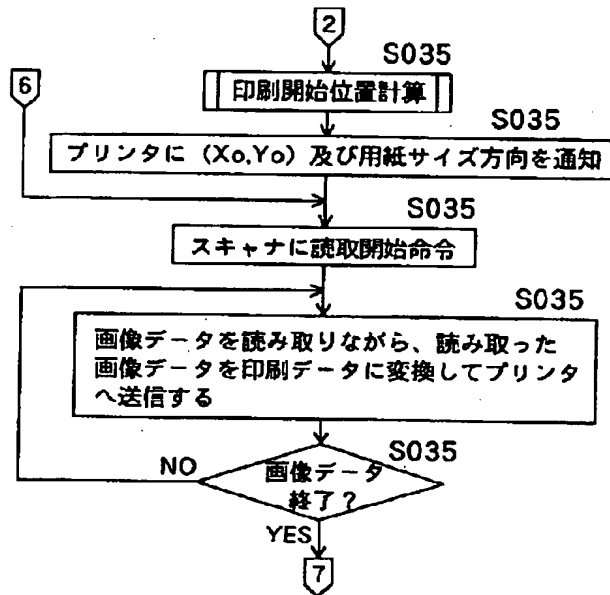 2
S035
6
印刷開始位置計算
S035
プリンタに (Xo,Yo) 及び用紙サイズ方向を通知
S035
スキャナに読取開始命令
S035
画像データを読み取りながら、読み取った
画像データを印刷データに変換してプリンタ
へ送信する
S035
NO
画像データ
終了?
YES
7